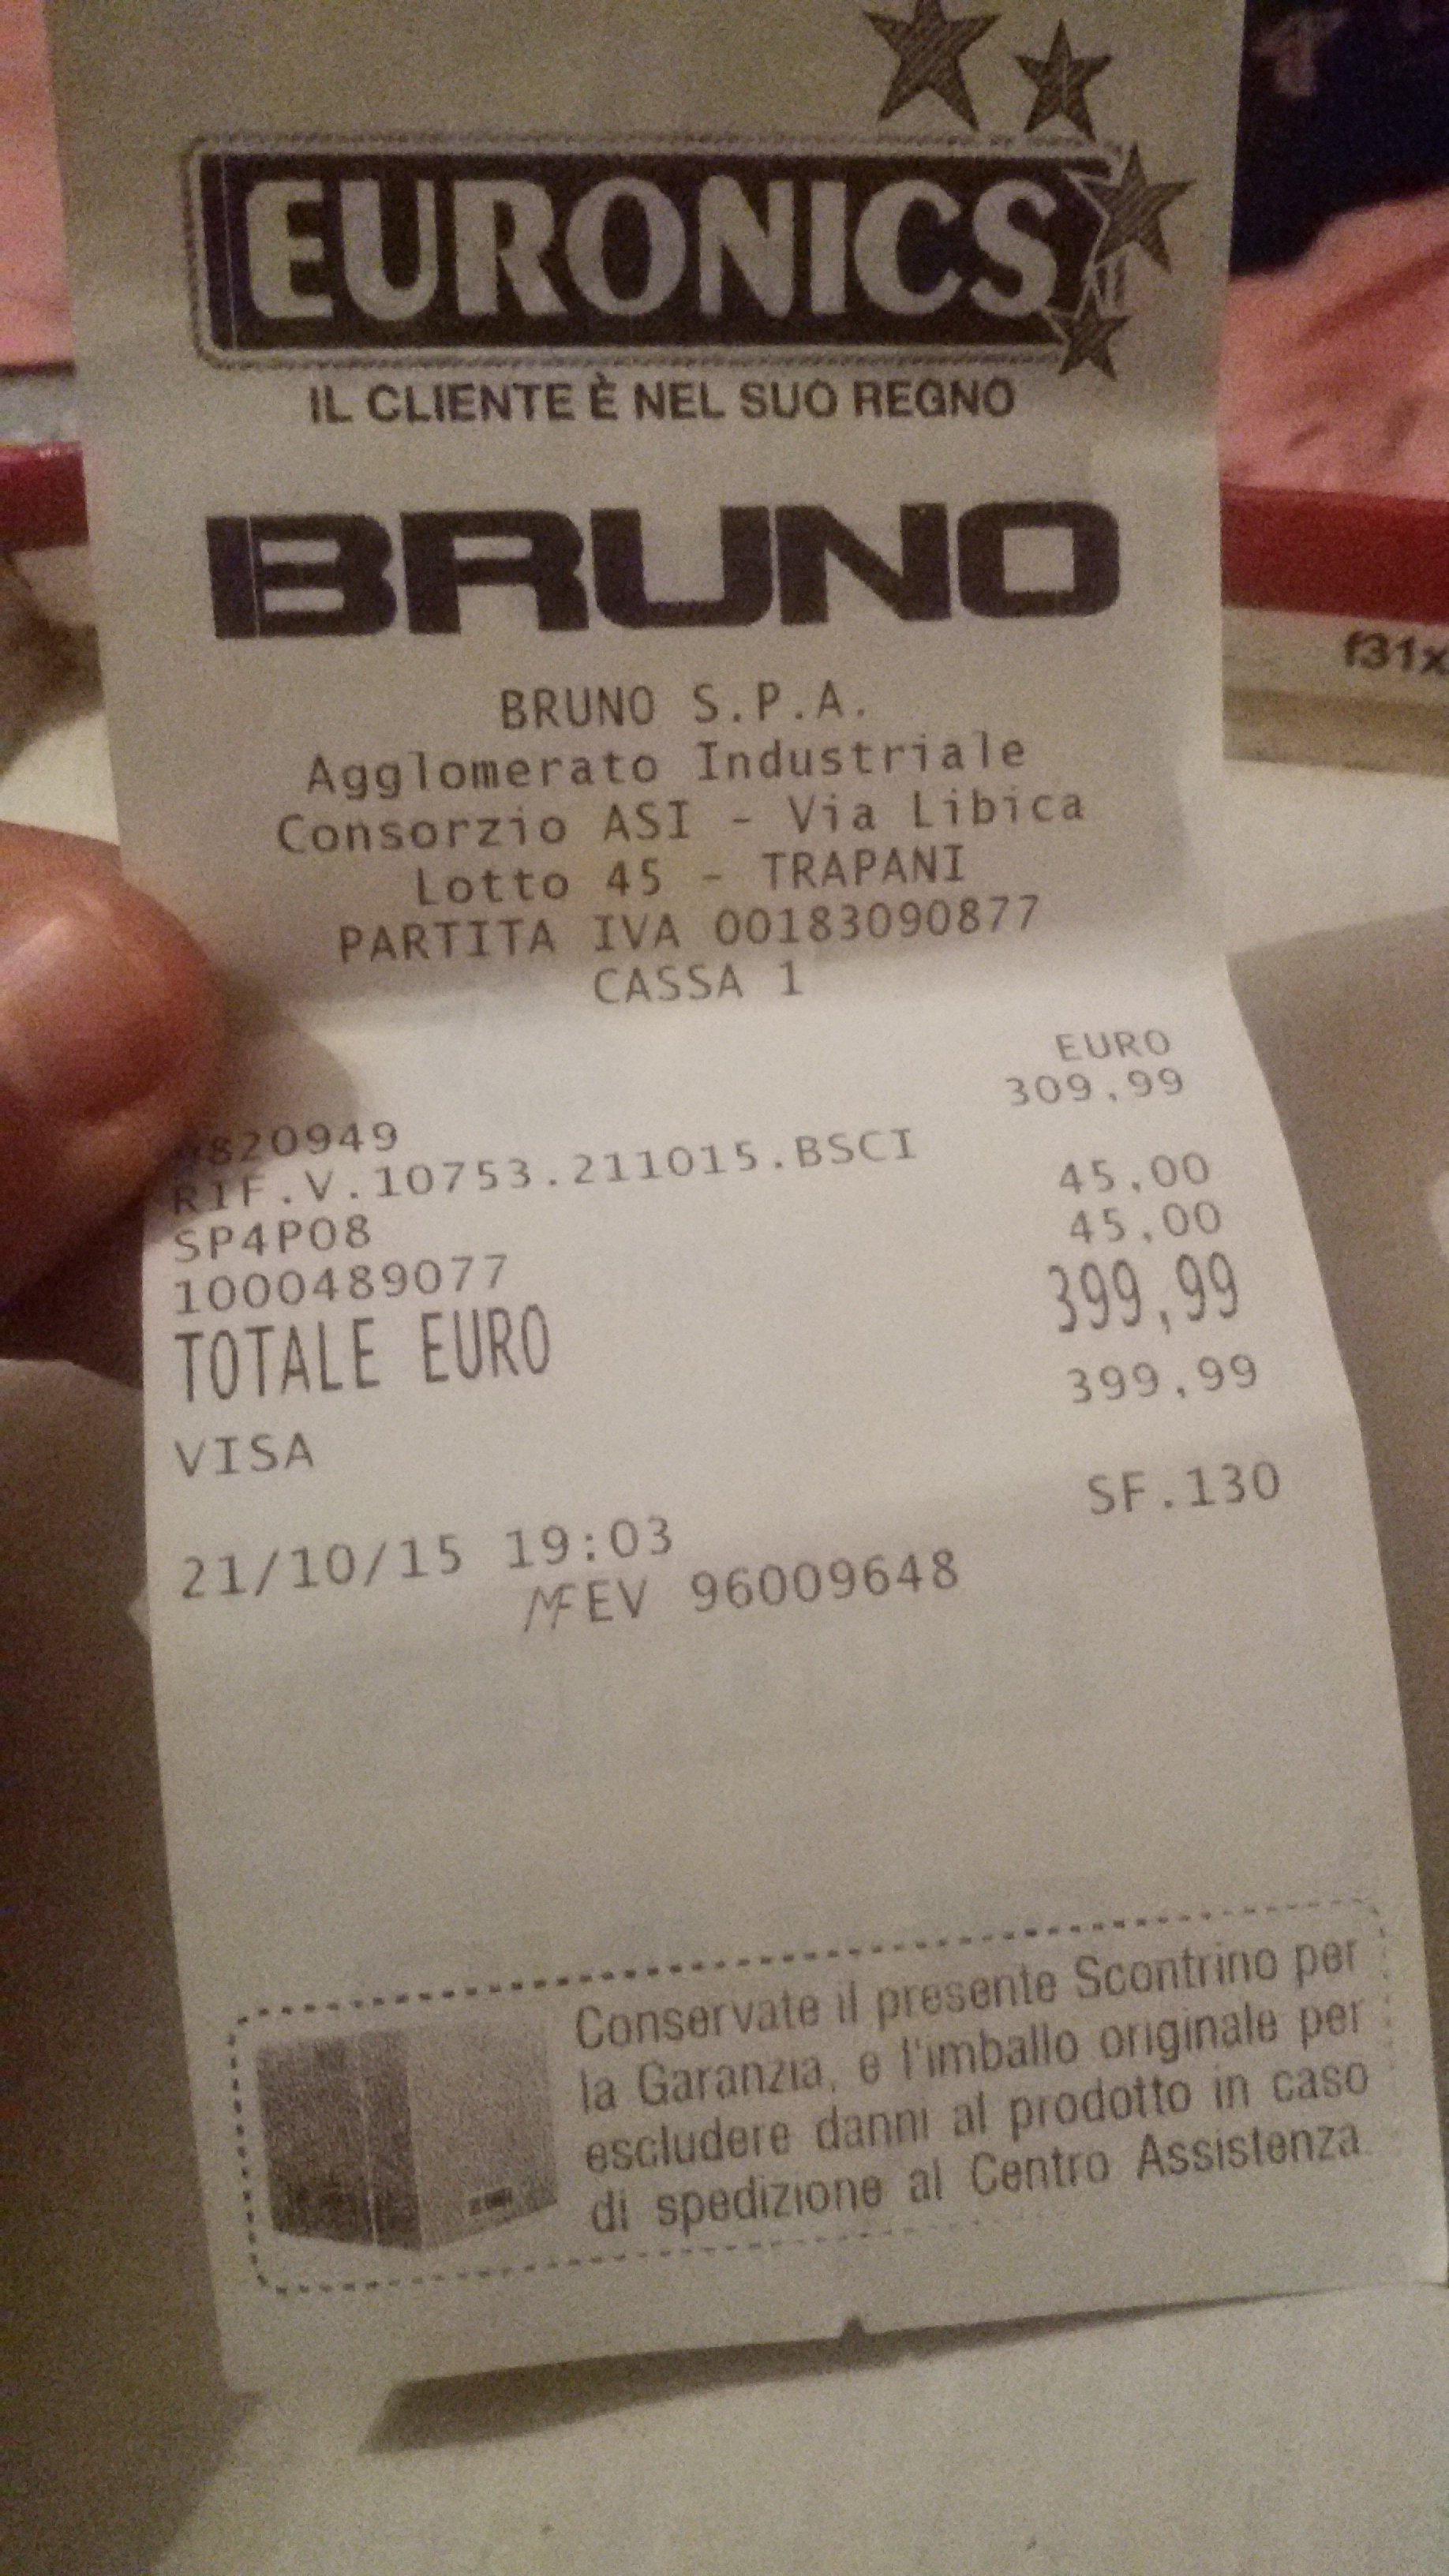 EURONICS
IL CLIENTE È NEL SUO REGNO
BRUNO
BRUNO S.P.A.
Agglomerato Industriale
Consorzio ASI - Via Libica
Lotto 45 - TRAPANI
PARTITA IVA 00183090877
CASSA 1
EURO
820949 309,99
RIF.V.10753.211015.BSCI
SP4P08 45,00
1000489077 45,00
TOTALE EURO 399,99
VISA 399,99
21/10/15 19:03 SF.130
MFEV 96009648
Conservate il presente Scontrino per
la Garanzia, e l'imballo originale per
escludere danni al prodotto in caso
di spedizione al Centro Assistenza
f31x